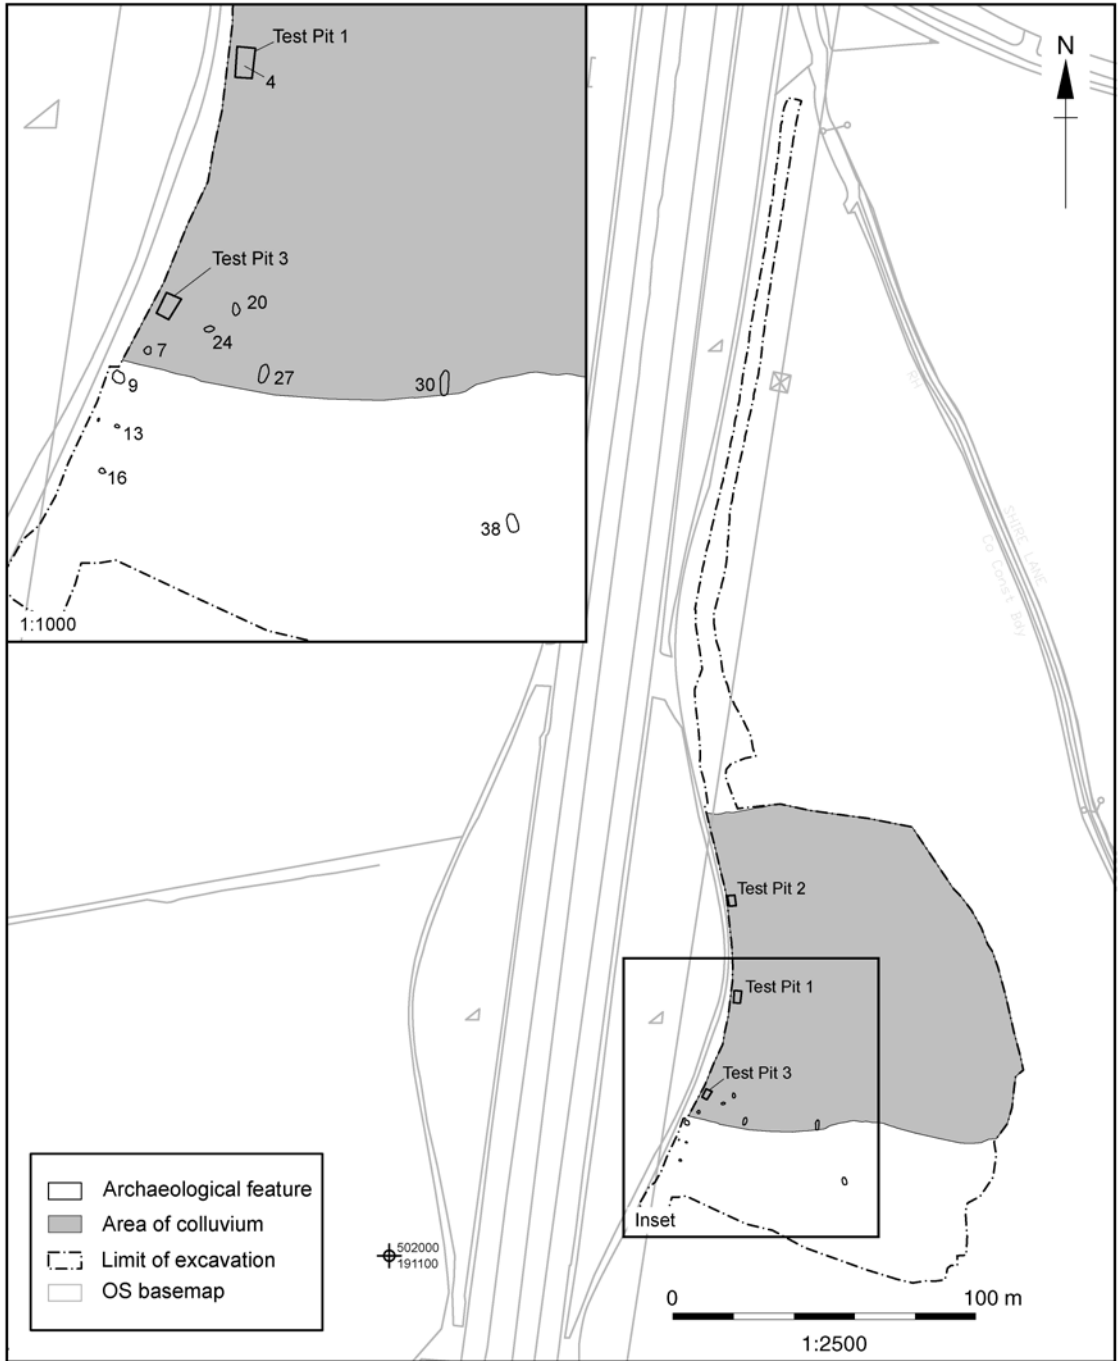 Test Pit 1
4
N
Test Pit 3
20
24
7
27
30
9
13
16
38
1:1000
RH
SHIRE LANE
Co Const Bdy
Test Pit 2
Test Pit 1
Test Pit 3
Inset
Archaeological feature
Area of colluvium
Limit of excavation
OS basemap
502000
191100
0 100 m
1:2500